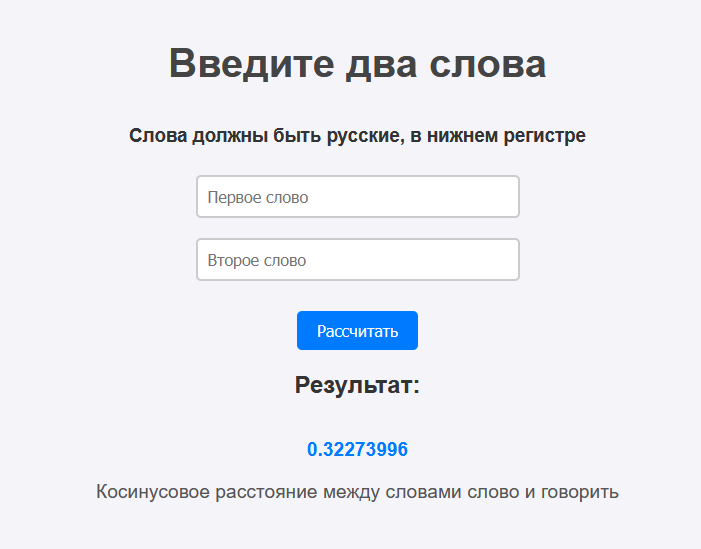 Введите два слова
Слова должны быть русские, в нижнем регистре
Первое слово
Второе слово
Рассчитать
Результат:
0.32273996
Косинусовое расстояние между словами слово и говорить